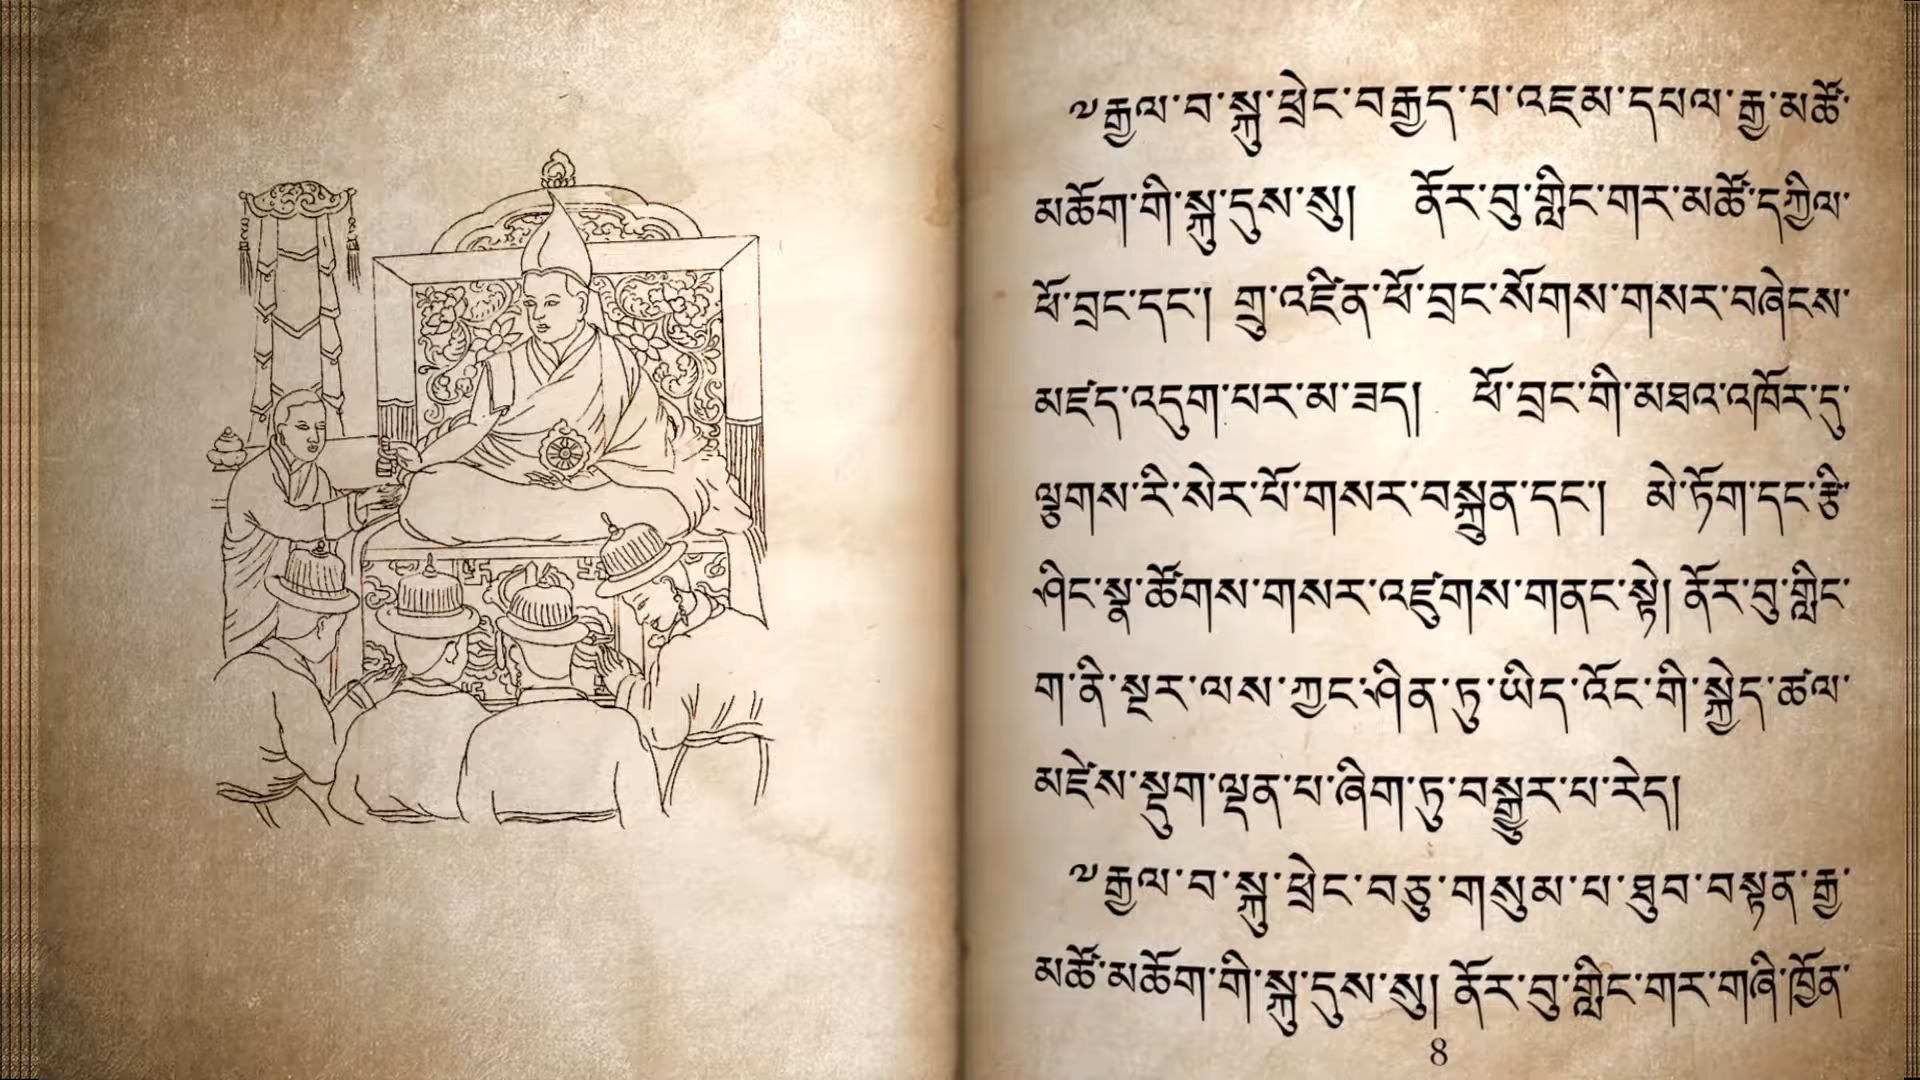 ༌རྒྱལ་བ་སྐུ་ཕྲེང་བརྒྱད་པ་འཇམ་དཔལ་རྒྱ་མཚོ་
མཆོག་གི་སྐུ་དུས་སུ། ནོར་བུ་གླིང་གར་མཚོ་དཀྱིལ་
ཕོ་བྲང་དང་། གྲུ་འཛིན་ཕོ་བྲང་སོགས་གསར་བཞེངས་
མཛད་འདུག་པར་མ་ཟད། ཕོ་བྲང་གི་མཐའ་འཁོར་དུ་
ལྕགས་རི་སེར་པོ་གསར་བསྐྲུན་དང་། མེ་ཏོག་དང་རྩི་
ཤིང་སྣ་ཚོགས་གསར་འཛུགས་གནང་སྟེ། ནོར་བུ་གླིང་
ག་ནི་སྔར་ལས་ཀྱང་ཤིན་ཏུ་ཡིད་འོང་གི་སྐྱེད་ཚལ་
མཛེས་སྡུག་ལྡན་པ་ཞིག་ཏུ་བསྒྱུར་པ་རེད།
༌རྒྱལ་བ་སྐུ་ཕྲེང་བཅུ་གསུམ་པ་ཐུབ་བསྟན་རྒྱ་
མཚོ་མཆོག་གི་སྐུ་དུས་སུ། ནོར་བུ་གླིང་གར་གཞི་ཁྱོན་
8